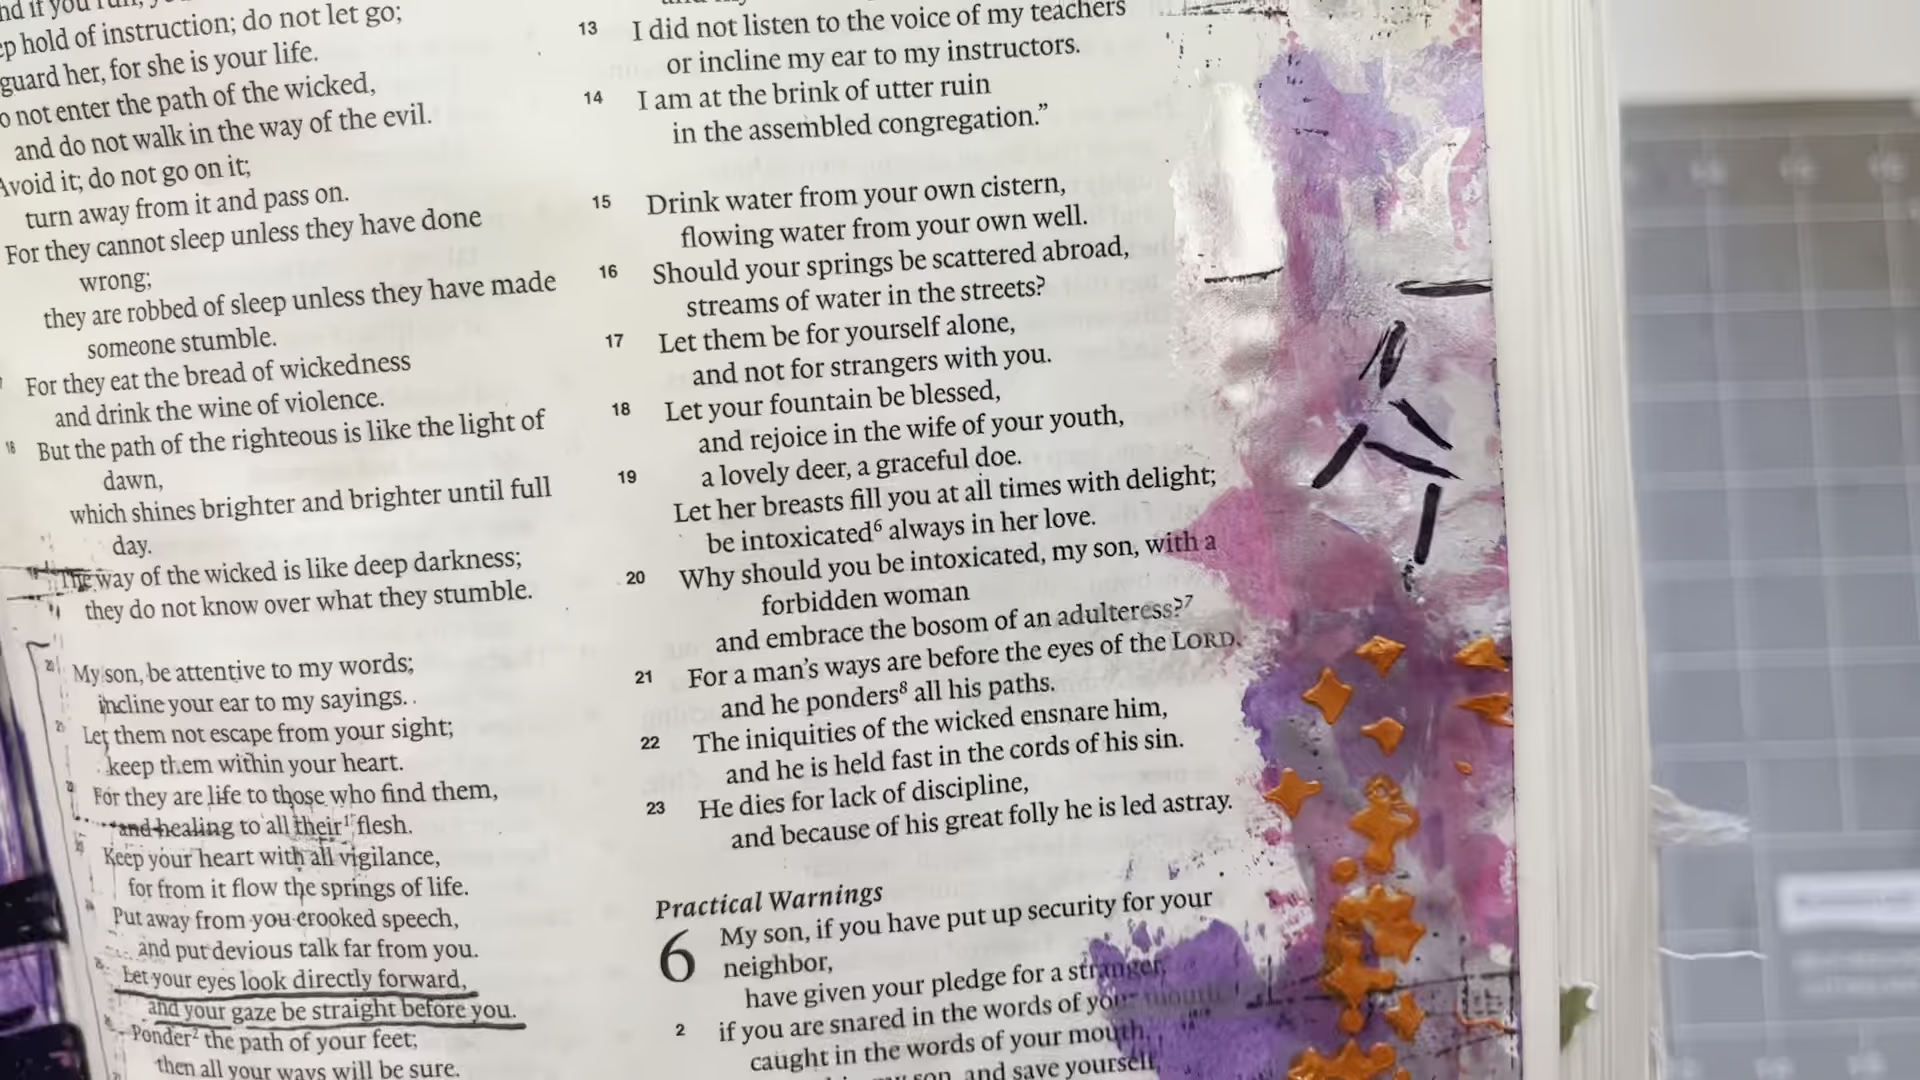 hold of instruction; do not let go;
guard her, for she is your life.
not enter the path of the wicked,
and do not walk in the way of the evil.
Avoid it; do not go on it;
turn away from it and pass on.
For they cannot sleep unless they have done
wrong;
they are robbed of sleep unless they have made
someone stumble.
For they eat the bread of wickedness
and drink the wine of violence.
18 But the path of the righteous is like the light of
dawn,
which shines brighter and brighter until full
day.
The way of the wicked is like deep darkness;
they do not know over what they stumble.
20 My son, be attentive to my words;
incline your ear to my sayings.
Let them not escape from your sight;
keep them within your heart.
For they are life to those who find them,
and healing to all their1 flesh.
Keep your heart with all vigilance,
for from it flow the springs of life.
Put away from you crooked speech,
and put devious talk far from you.
Let your eyes look directly forward,
and your gaze be straight before you.
Ponder2 the path of your feet;
then all your ways will be sure.
13 I did not listen to the voice of my teachers
or incline my ear to my instructors.
14 I am at the brink of utter ruin
in the assembled congregation.”
15 Drink water from your own cistern,
flowing water from your own well.
16 Should your springs be scattered abroad,
streams of water in the streets?
17 Let them be for yourself alone,
and not for strangers with you.
18 Let your fountain be blessed,
and rejoice in the wife of your youth,
19 a lovely deer, a graceful doe.
Let her breasts fill you at all times with delight;
be intoxicated6 always in her love.
20 Why should you be intoxicated, my son, with a
forbidden woman
and embrace the bosom of an adulteress?7
21 For a man’s ways are before the eyes of the LORD,
and he ponders8 all his paths.
22 The iniquities of the wicked ensnare him,
and he is held fast in the cords of his sin.
23 He dies for lack of discipline,
and because of his great folly he is led astray.
Practical Warnings
6 My son, if you have put up security for your
neighbor,
have given your pledge for a stranger,
2 if you are snared in the words of your mouth,
caught in the words of your mouth,
my son, and save yourself,